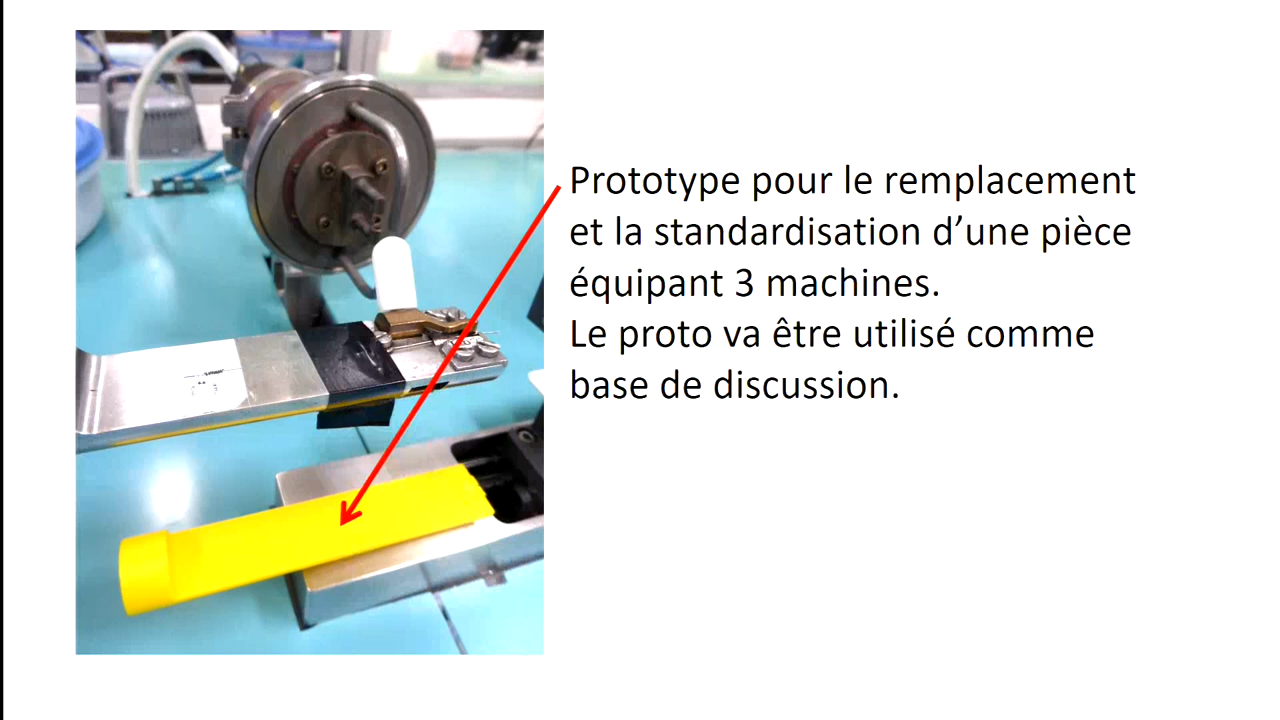 Prototype pour le remplacement
et la standardisation d’une pièce
équipant 3 machines.
Le proto va être utilisé comme
base de discussion.